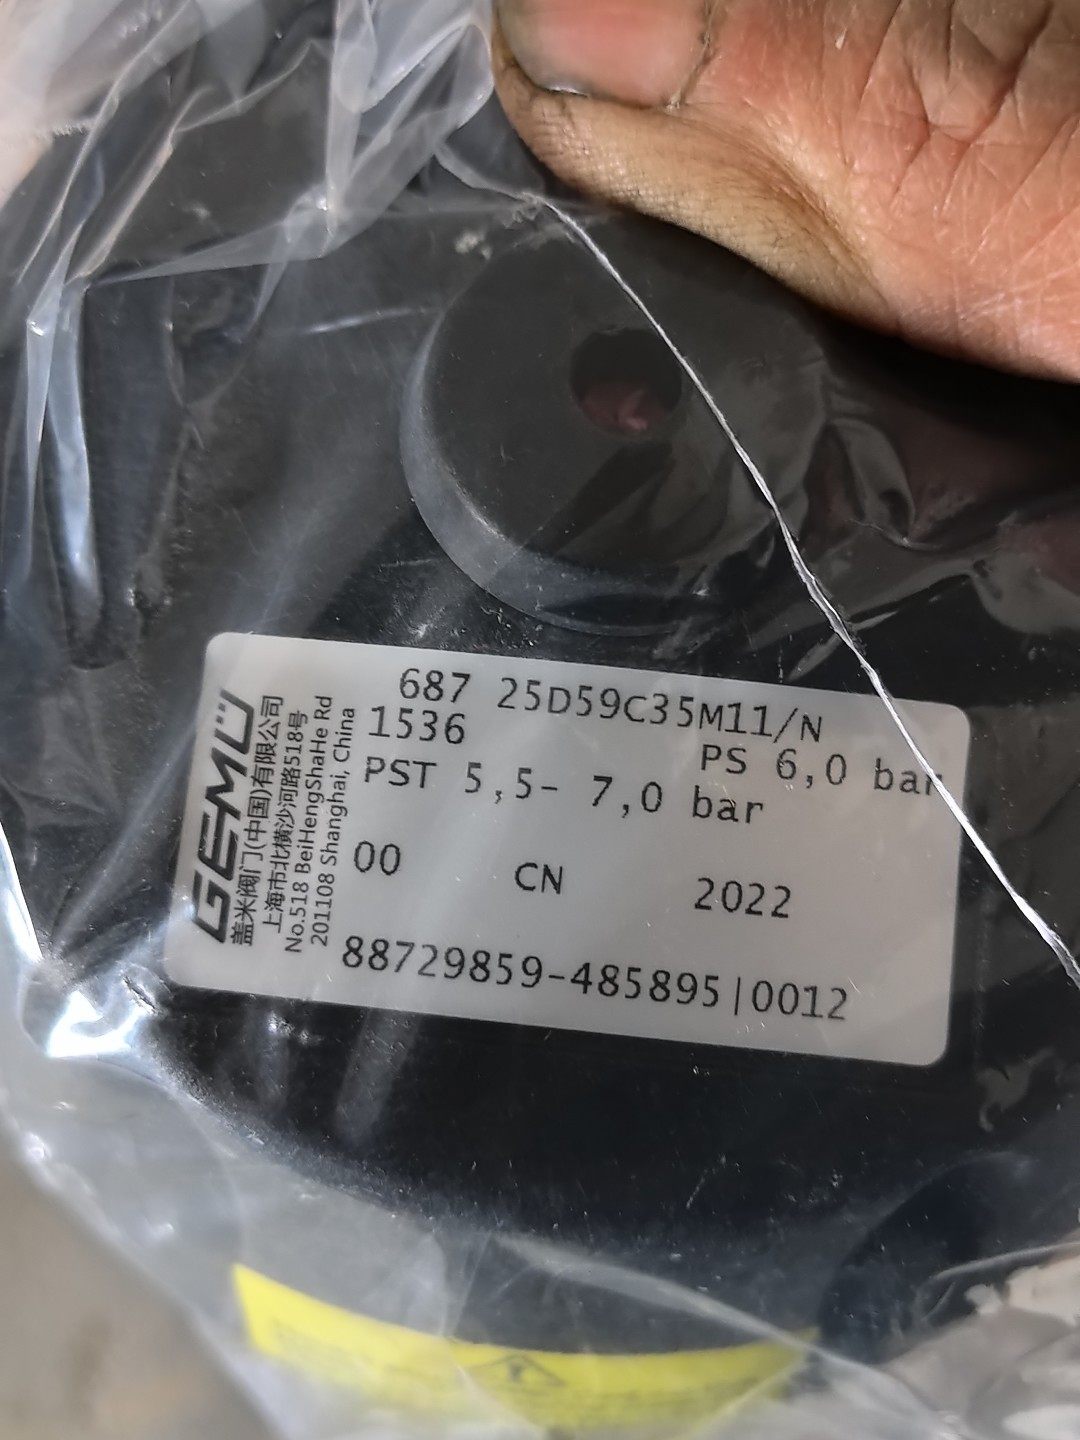 GEMÜ
盖米阀门(中国)有限公司
上海市北横沙河路518号
No.518 BeiHengShaHe Rd
201108 Shanghai, China
687 25D59C35M11/N
1536
PS 6,0 bar
PST 5,5- 7,0 bar
00 CN 2022
88729859-485895|0012